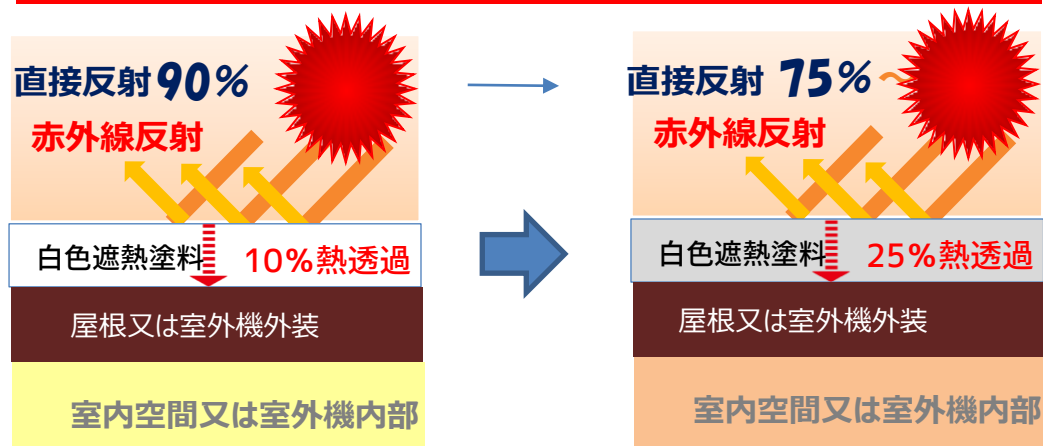 直接反射90%
赤外線反射
白色遮熱塗料 10%熱透過
屋根又は室外機外装
室内空間又は室外機内部
直接反射 75%
赤外線反射
白色遮熱塗料 25%熱透過
屋根又は室外機外装
室内空間又は室外機内部